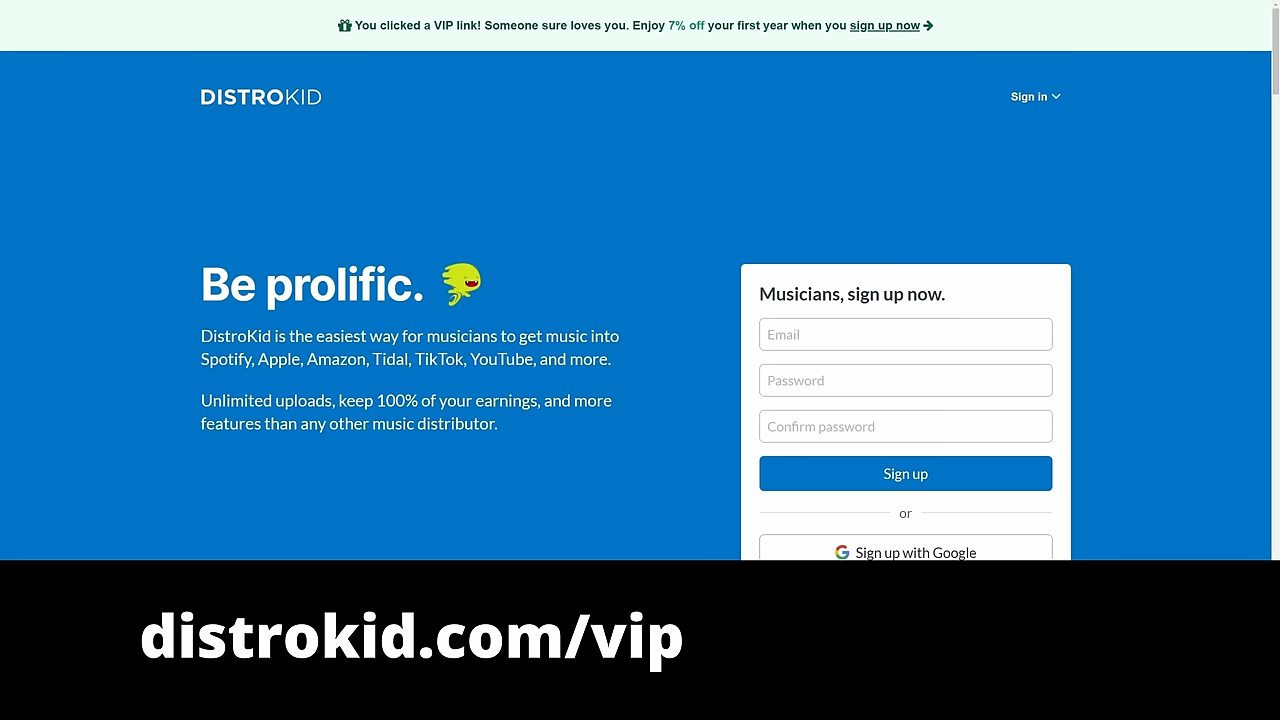 You clicked a VIP link! Someone sure loves you. Enjoy 7% off your first year when you sign up now
DISTROKID
Sign in
Be prolific.
DistroKid is the easiest way for musicians to get music into
Spotify, Apple, Amazon, Tidal, TikTok, YouTube, and more.
Unlimited uploads, keep 100% of your earnings, and more
features than any other music distributor.
Musicians, sign up now.
Email
Password
Confirm password
Sign up
or
Sign up with Google
distrokid.com/vip